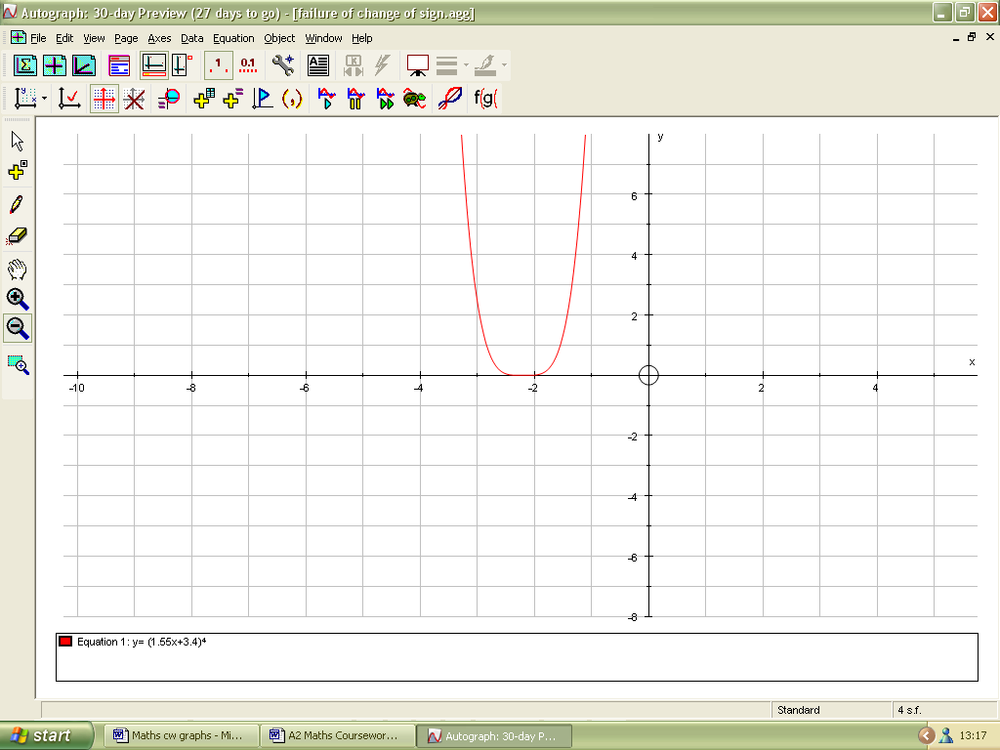 Autograph: 30-day Preview (27 days to go) - [failure of change of sign.agg]
File Edit View Page Axes Data Equation Object Window Help
.1. 0.1
f(g(
y
6
4
2
x
-10 -8 -6 -4 -2 2 4
-2
-4
-6
-8
Equation 1: y= (1.55x+3.4)⁴
Standard 4 s.f.
start Maths cw graphs - Mi... A2 Maths Coursewor... Autograph: 30-day P... 13:17